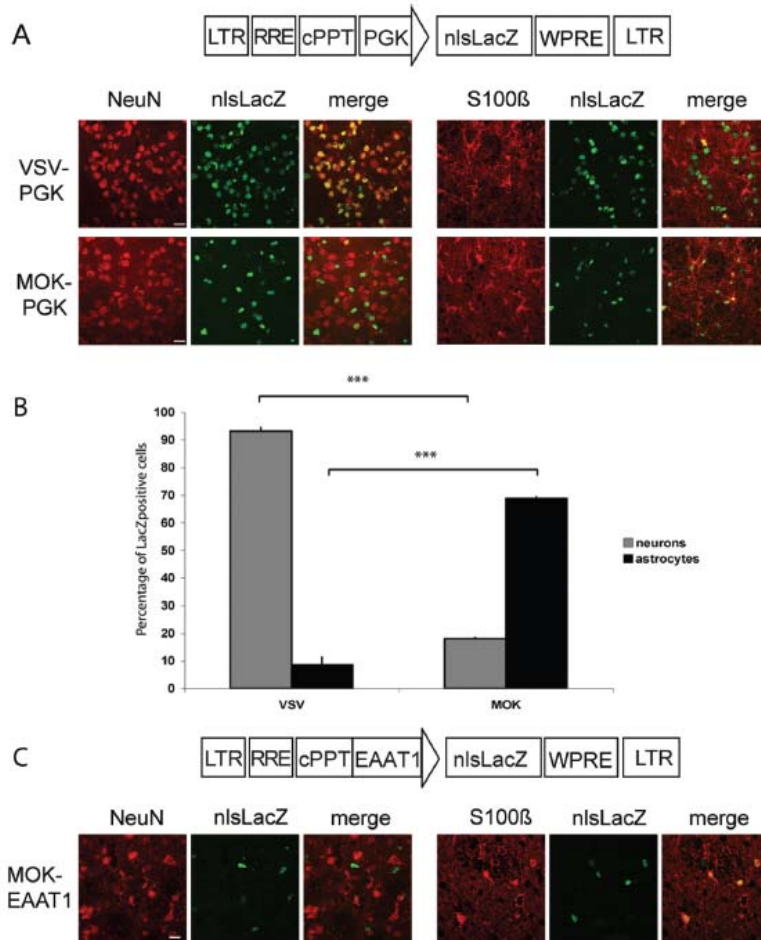 A
LTR RRE cPPT PGK nlsLacZ WPRE LTR
NeuN nlsLacZ merge S100ß nlsLacZ merge
VSV-
PGK
MOK-
PGK
B
***
***
100
90
80
70
60
50
40
30
20
10
0
Percentage of LacZpositive cells
VSV MOK
neurons
astrocytes
C
LTR RRE cPPT EAAT1 nlsLacZ WPRE LTR
NeuN nlsLacZ merge S100ß nlsLacZ merge
MOK-
EAAT1